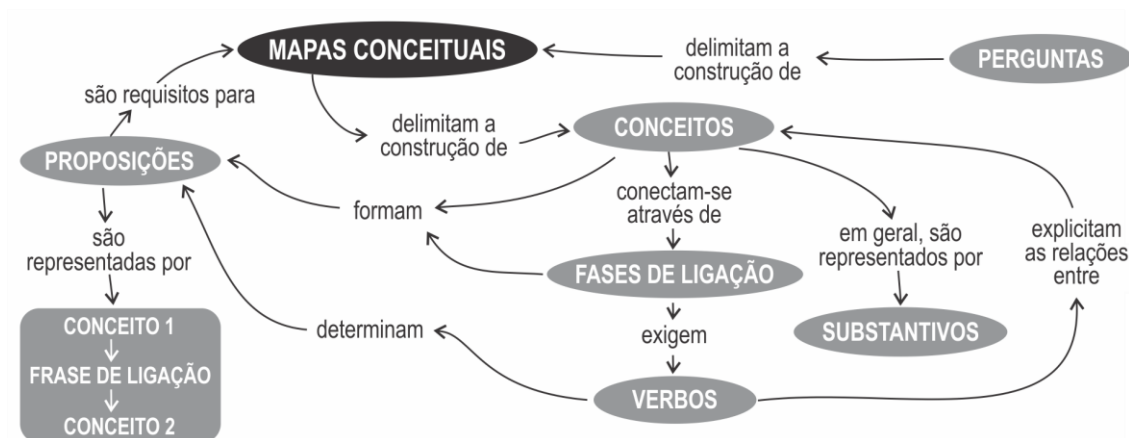 MAPAS CONCEITUAIS
delimitam a
construção de
PERGUNTAS
são requisitos para
delimitam a
construção de
CONCEITOS
PROPOSIÇÕES
formam
conectam-se
através de
em geral, são
representados por
explicitam
as relações
entre
são
representadas por
FASES DE LIGAÇÃO
CONCEITO 1
FRASE DE LIGAÇÃO
CONCEITO 2
determinam
exigem
SUBSTANTIVOS
VERBOS